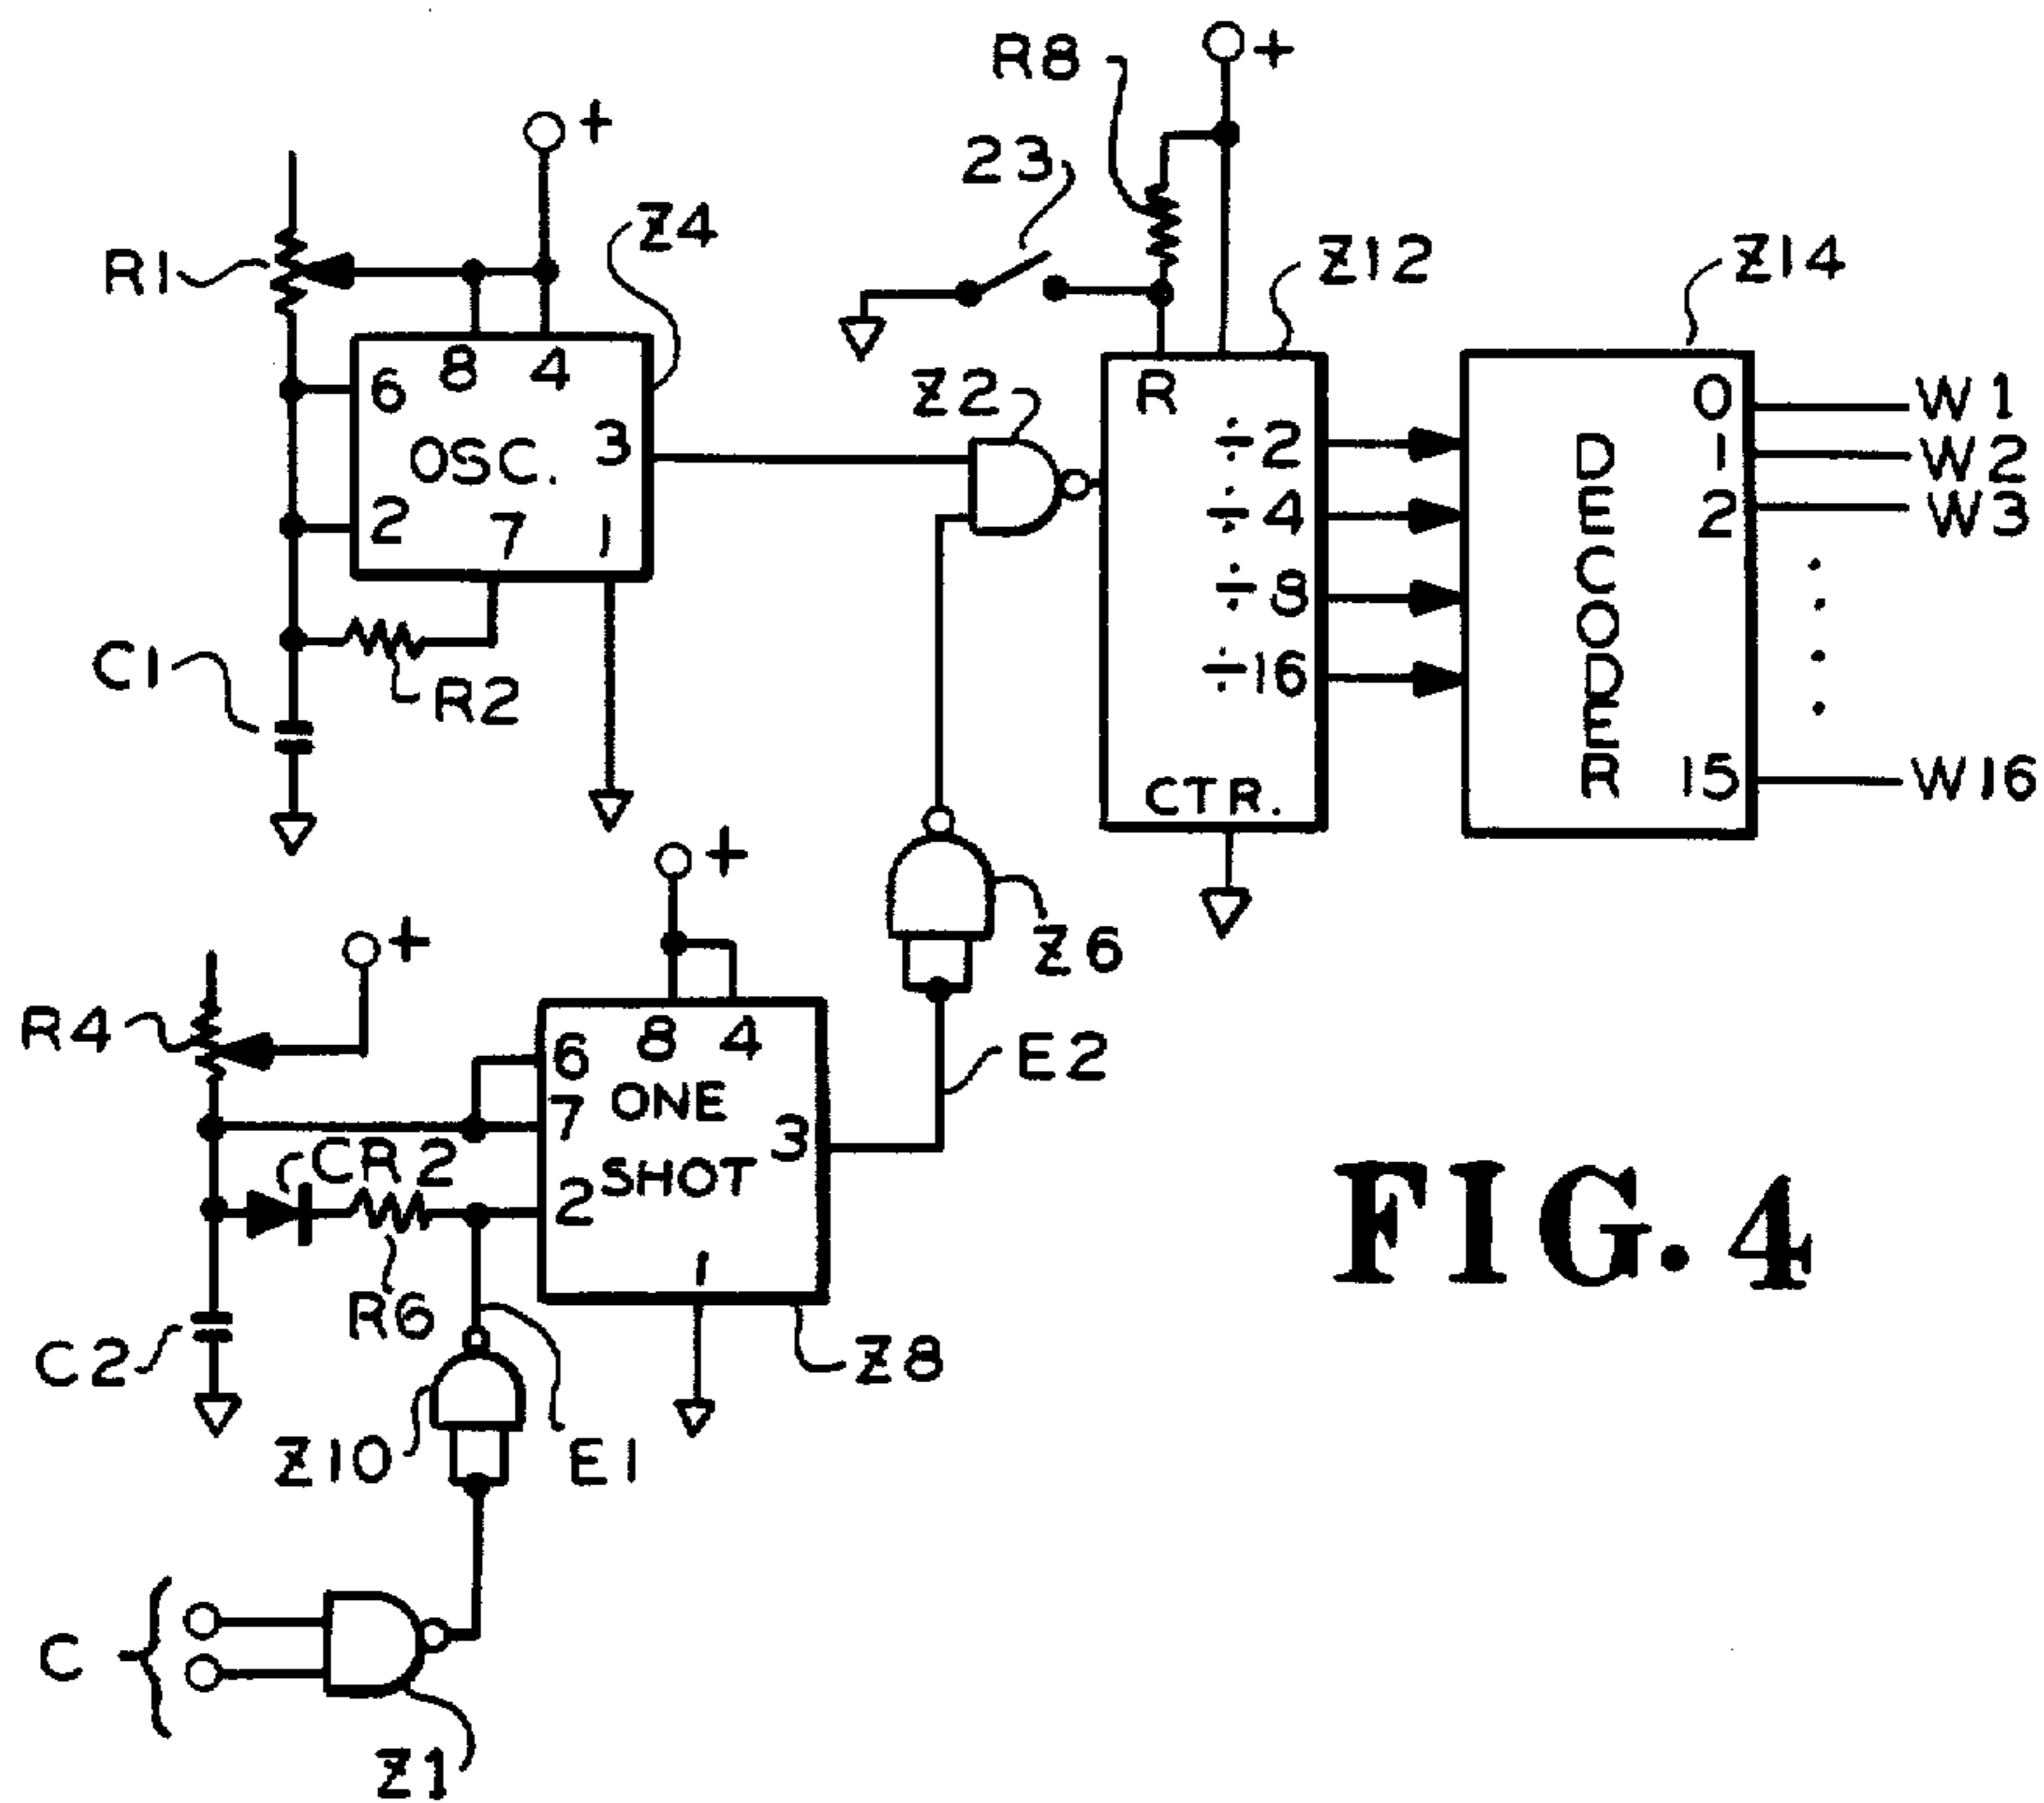 R8
+
+
23
Z4
R1
Z12
Z14
8 4
6
OSC.
3
2
7 1
Z2
R
÷2
÷4
÷8
÷16
CTR.
0 W1
1 W2
2 W3
DECODER
15 W16
C1
R2
+
+
Z6
R4
E2
8 4
6
ONE
7
3
SHOT
2
1
CR2
R6
C2
Z8
Z10
E1
C
Z1
FIG. 4